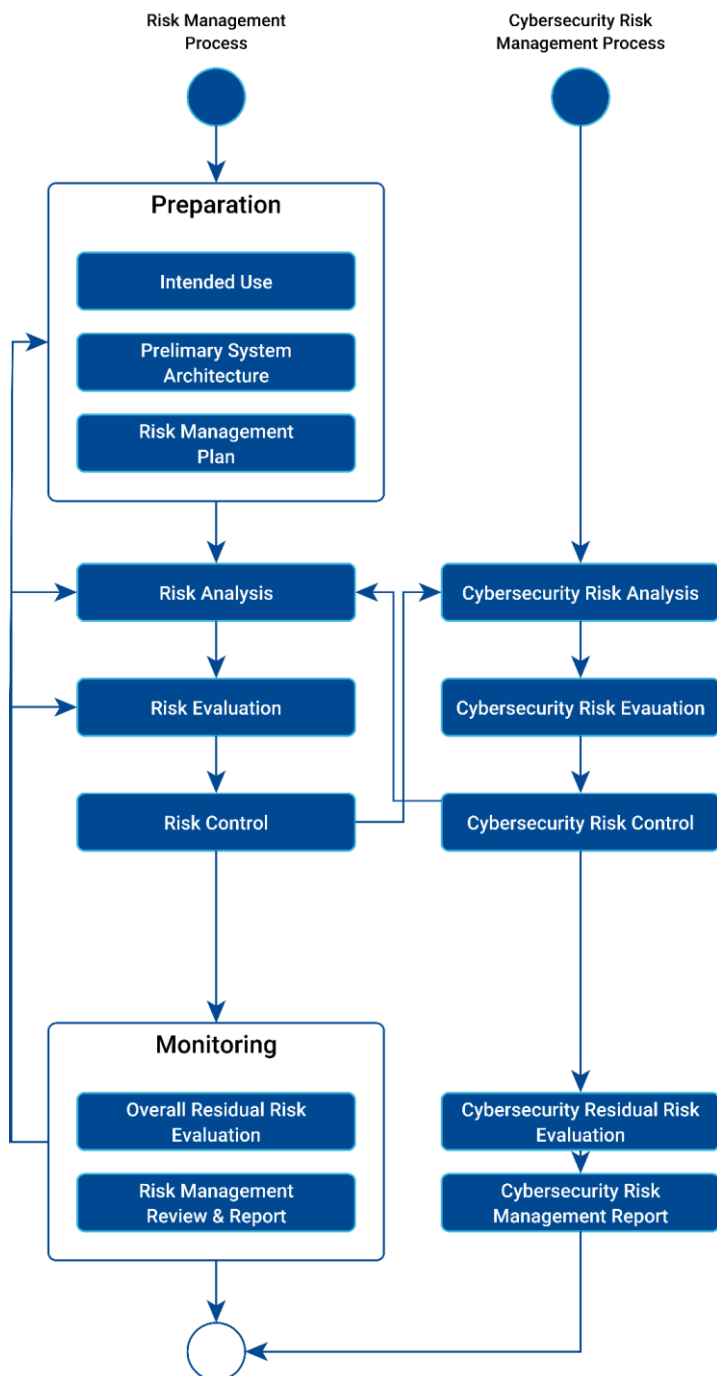 Risk Management
Process
Cybersecurity Risk
Management Process
Preparation
Intended Use
Prelimary System
Architecture
Risk Management
Plan
Risk Analysis
Cybersecurity Risk Analysis
Risk Evaluation
Cybersecurity Risk Evauation
Risk Control
Cybersecurity Risk Control
Monitoring
Overall Residual Risk
Evaluation
Cybersecurity Residual Risk
Evaluation
Risk Management
Review & Report
Cybersecurity Risk
Management Report